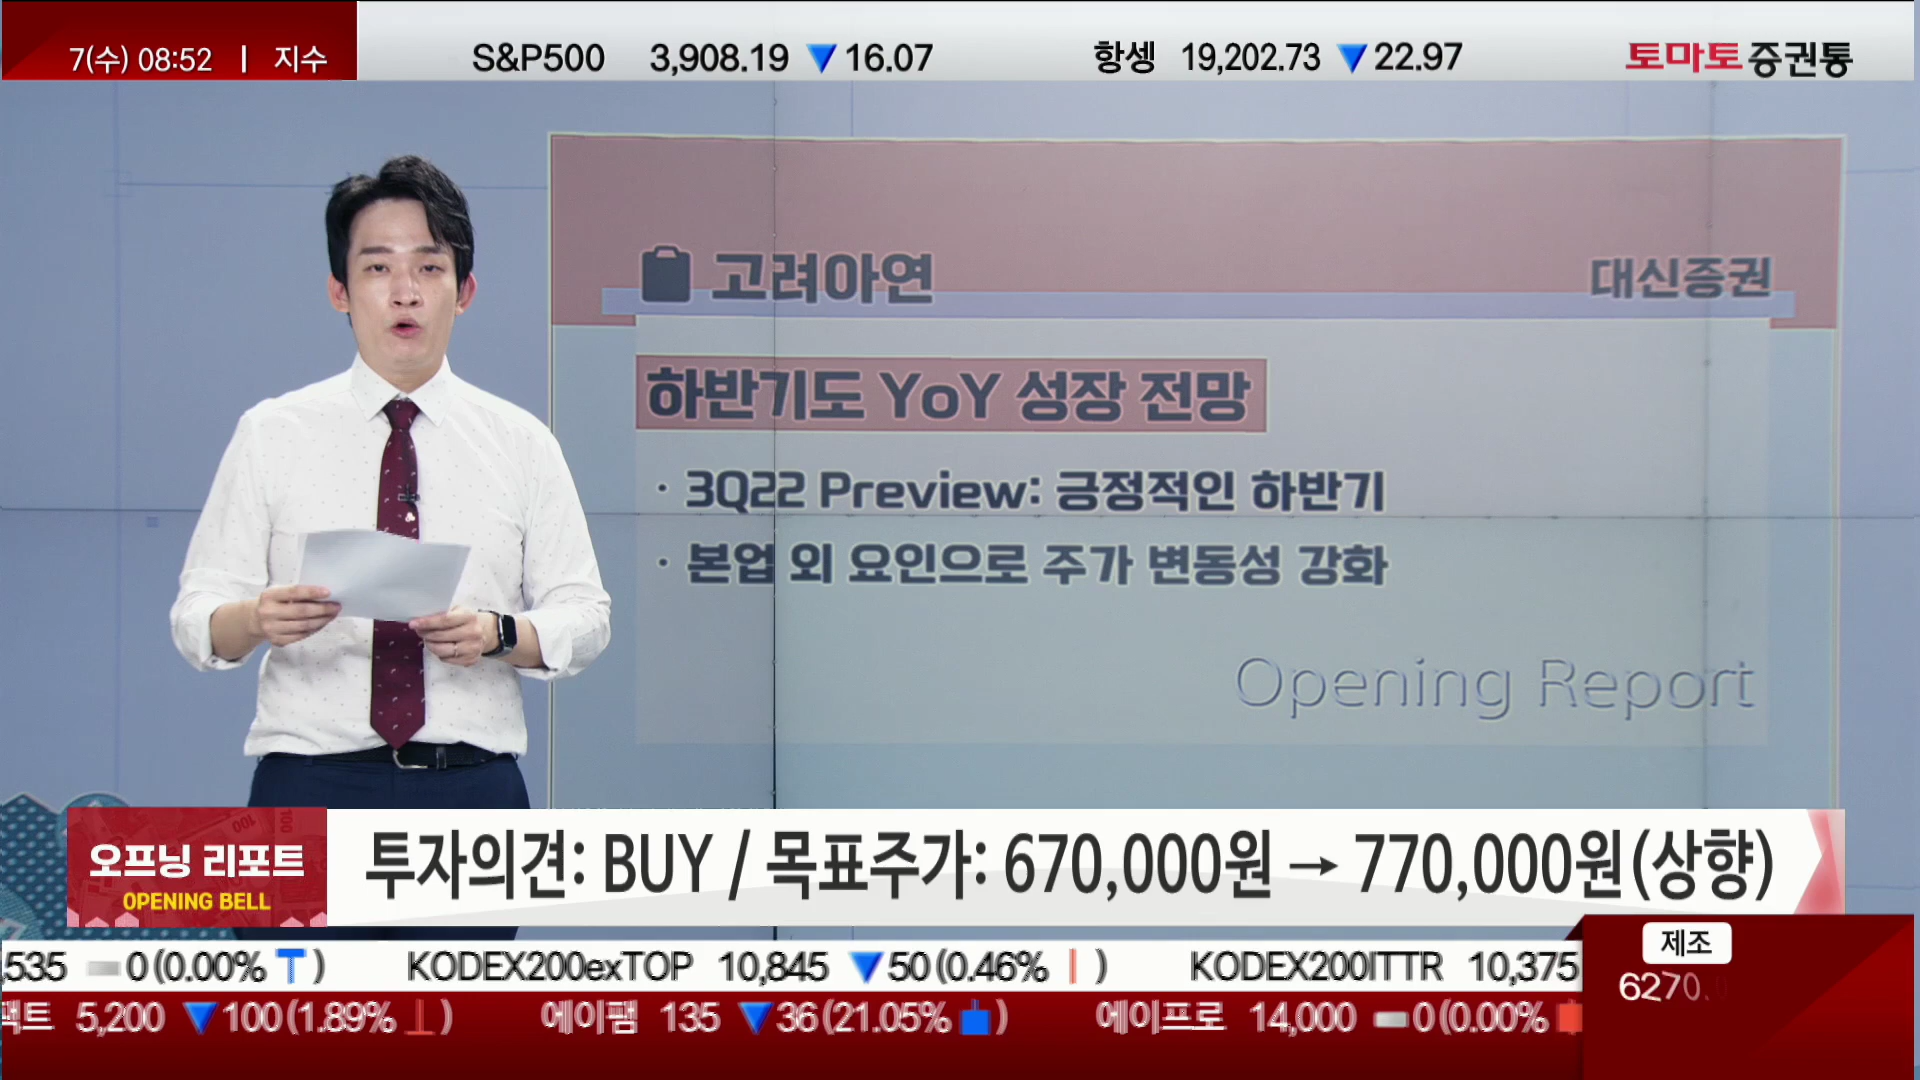 7(수) 08:52 | 지수 S&P500 3,908.19 ▼16.07 항셍 19,202.73 ▼22.97 토마토증권통
고려아연 대신증권
하반기도 YoY 성장 전망
· 3Q22 Preview: 긍정적인 하반기
· 본업 외 요인으로 주가 변동성 강화
Opening Report
오프닝 리포트
OPENING BELL
투자의견: BUY / 목표주가: 670,000원 → 770,000원(상향)
,535 0(0.00% ) KODEX200exTOP 10,845 ▼50(0.46% ) KODEX200ITTR 10,375
제조
6270.
팩트 5,200 ▼100(1.89% ) 에이팸 135 ▼36(21.05% ) 에이프로 14,000 0(0.00%